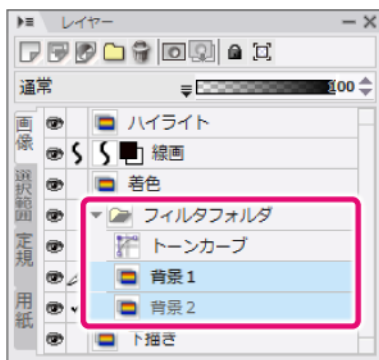 レイヤー
通常
100
画像
選択範囲
定規
用紙
ハイライト
線画
着色
フィルタフォルダ
トーンカーブ
背景1
背景2
下描き